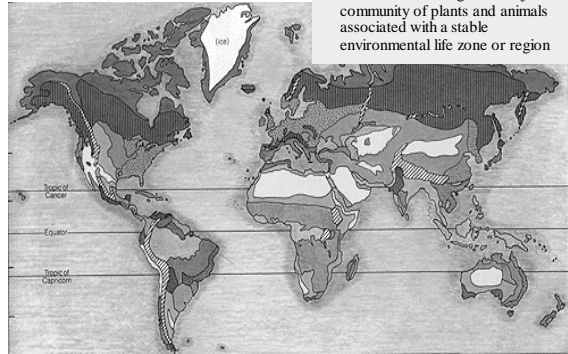 community of plants and animals
associated with a stable
environmental life zone or region
(ice)
Tropic of
Cancer
Equator
Tropic of
Capricorn